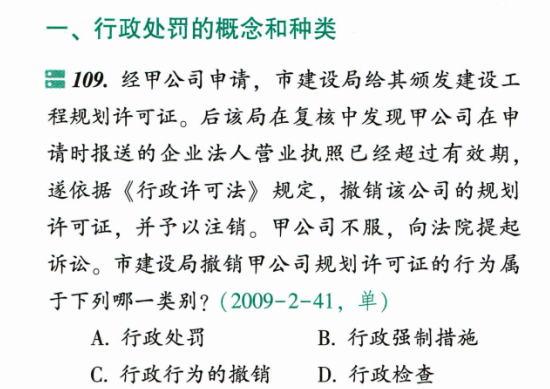 一、行政处罚的概念和种类
109. 经甲公司申请，市建设局给其颁发建设工
程规划许可证。后该局在复核中发现甲公司在申
请时报送的企业法人营业执照已经超过有效期，
遂依据《行政许可法》规定，撤销该公司的规划
许可证，并予以注销。甲公司不服，向法院提起
诉讼。市建设局撤销甲公司规划许可证的行为属
于下列哪一类别？（2009-2-41，单）
A. 行政处罚 B. 行政强制措施
C. 行政行为的撤销 D. 行政检查